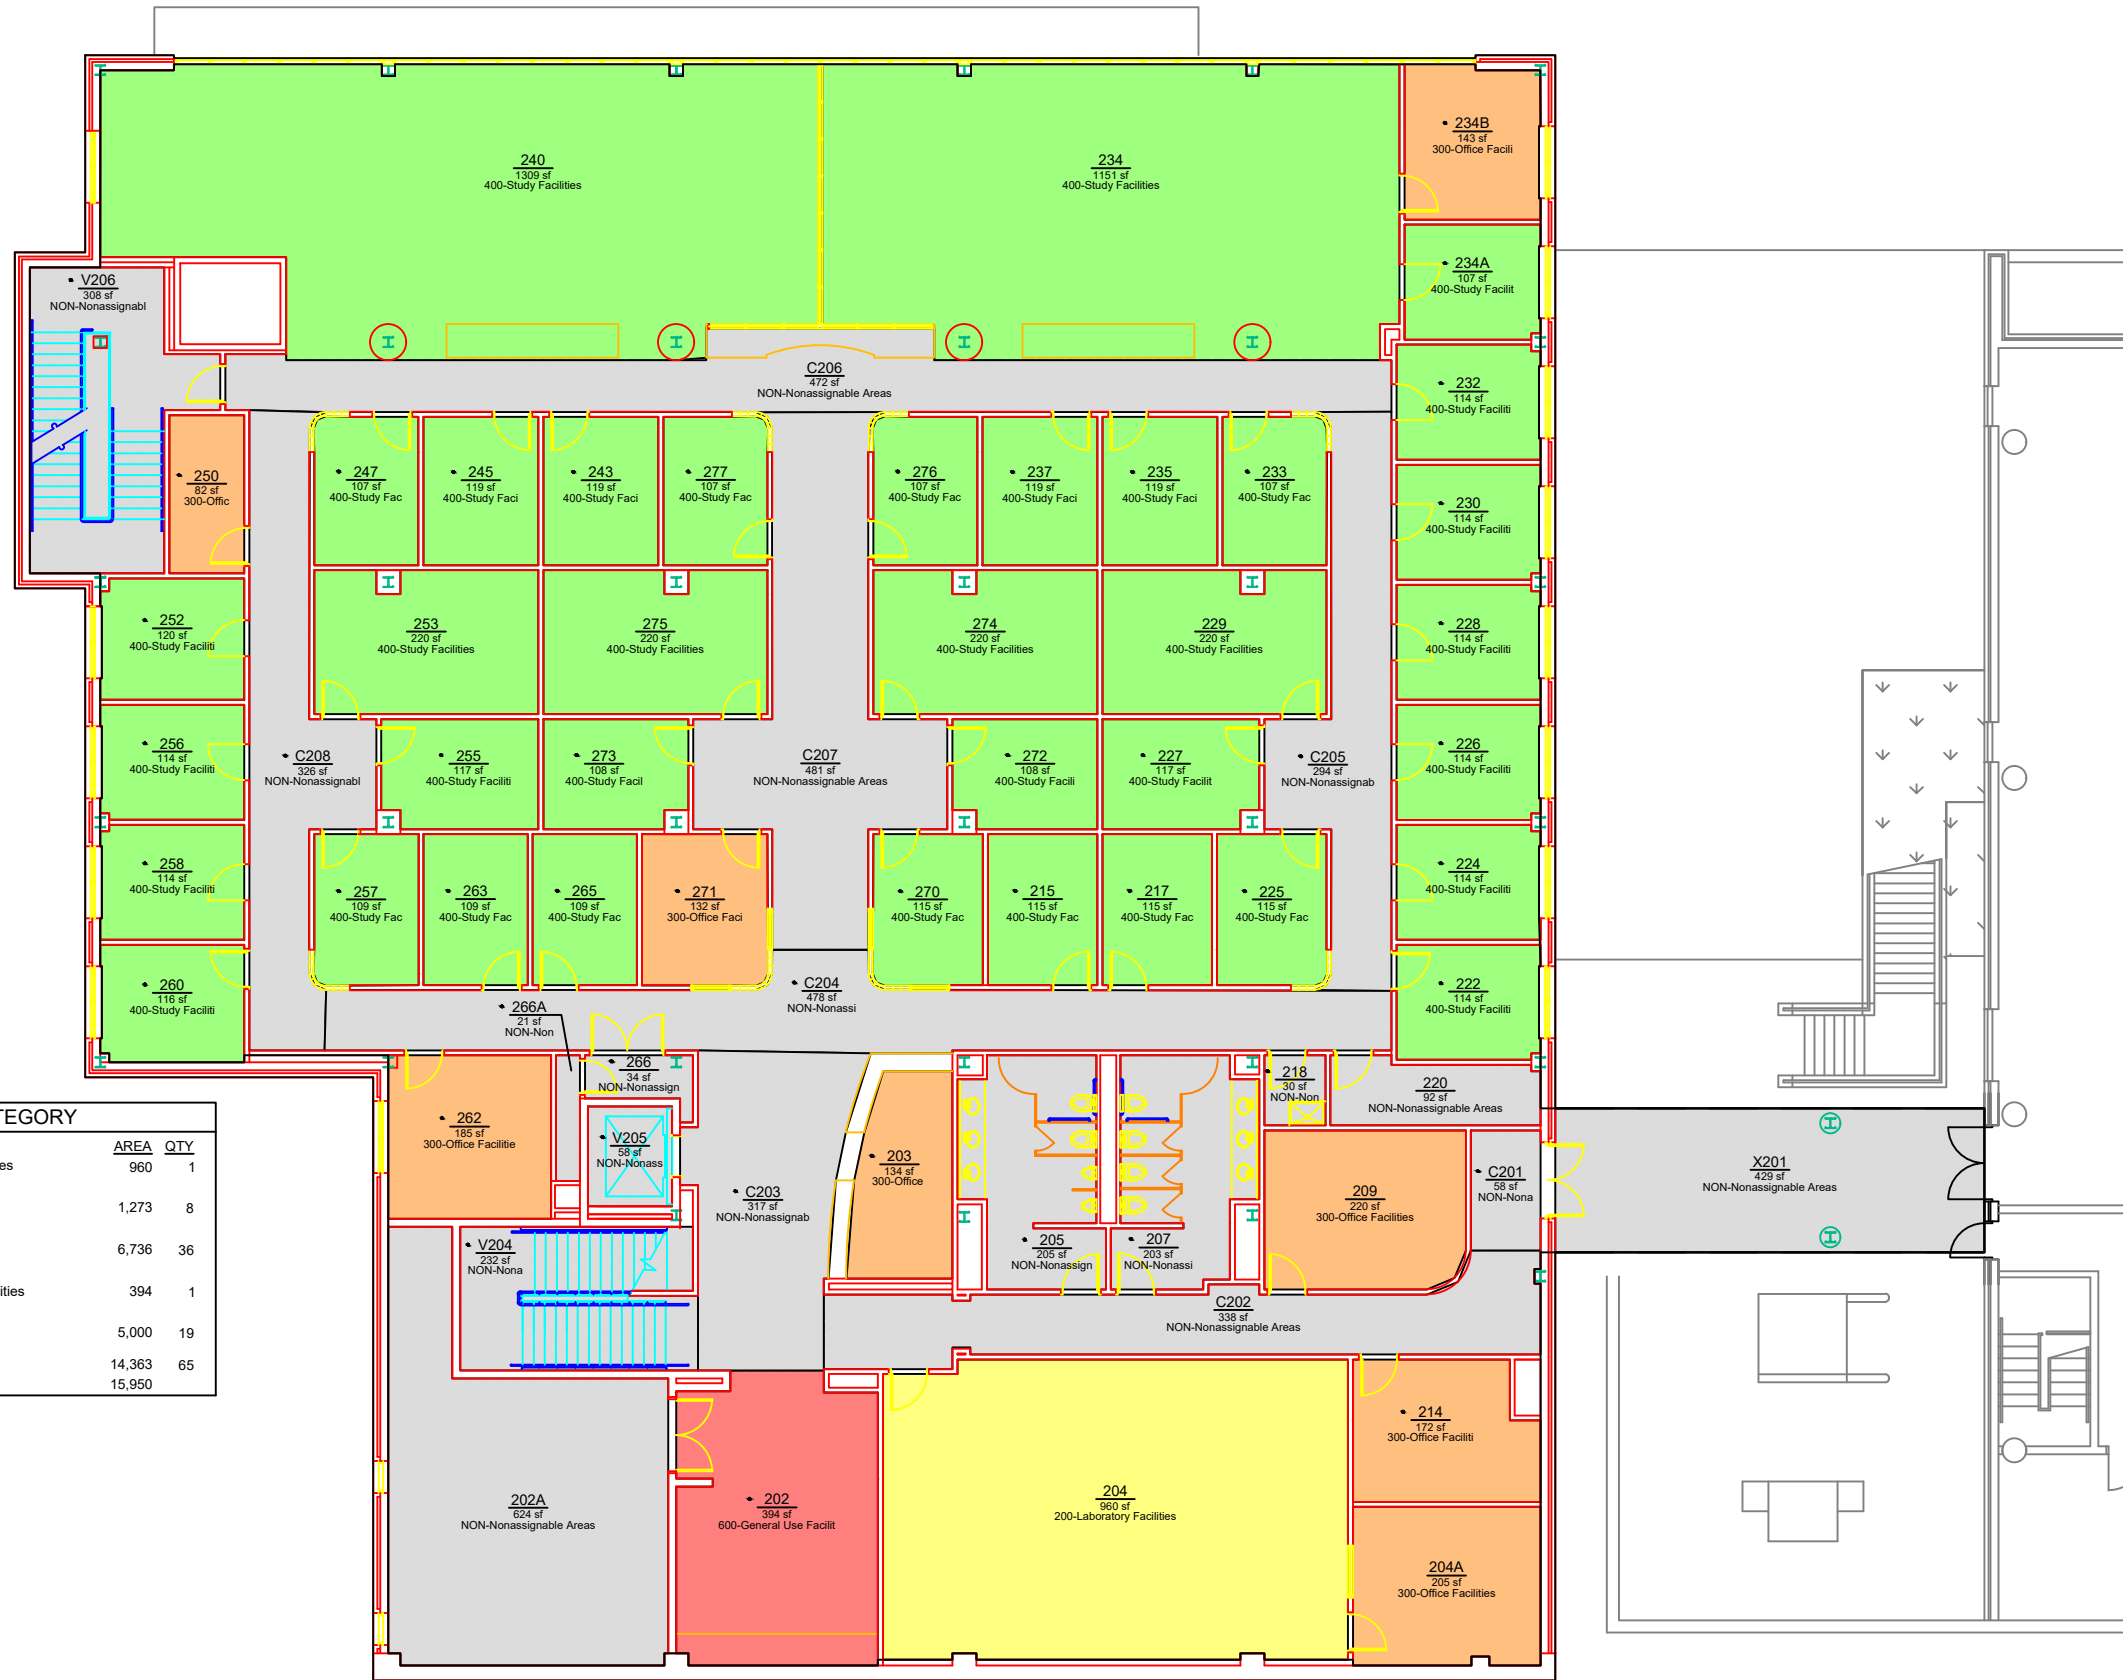 240
1309 sf
400-Study Facilities
234
1151 sf
400-Study Facilities
234B
143 sf
300-Office Facili
234A
107 sf
400-Study Facilit
V206
308 sf
NON-Nonassignabl
C206
472 sf
NON-Nonassignable Areas
232
114 sf
400-Study Faciliti
250
82 sf
300-Offic
247
107 sf
400-Study Fac
245
119 sf
400-Study Faci
243
119 sf
400-Study Faci
277
107 sf
400-Study Fac
276
107 sf
400-Study Fac
237
119 sf
400-Study Faci
235
119 sf
400-Study Faci
233
107 sf
400-Study Fac
230
114 sf
400-Study Faciliti
252
120 sf
400-Study Faciliti
253
220 sf
400-Study Facilities
275
220 sf
400-Study Facilities
274
220 sf
400-Study Facilities
229
220 sf
400-Study Facilities
228
114 sf
400-Study Faciliti
256
114 sf
400-Study Faciliti
C208
326 sf
NON-Nonassignabl
255
117 sf
400-Study Faciliti
273
108 sf
400-Study Facil
C207
481 sf
NON-Nonassignable Areas
272
108 sf
400-Study Facili
227
117 sf
400-Study Facilit
C205
294 sf
NON-Nonassignab
226
114 sf
400-Study Faciliti
258
114 sf
400-Study Faciliti
257
109 sf
400-Study Fac
263
109 sf
400-Study Fac
265
109 sf
400-Study Fac
271
132 sf
300-Office Faci
270
115 sf
400-Study Fac
215
115 sf
400-Study Fac
217
115 sf
400-Study Fac
225
115 sf
400-Study Fac
224
114 sf
400-Study Faciliti
260
116 sf
400-Study Faciliti
266A
21 sf
NON-Non
C204
478 sf
NON-Nonassi
222
114 sf
400-Study Faciliti
266
34 sf
NON-Nonassign
218
30 sf
NON-Non
220
92 sf
NON-Nonassignable Areas
262
185 sf
300-Office Facilitie
V205
58 sf
NON-Nonass
203
134 sf
300-Office
C203
317 sf
NON-Nonassignab
209
220 sf
300-Office Facilities
C201
58 sf
NON-Nona
X201
429 sf
NON-Nonassignable Areas
V204
232 sf
NON-Nona
205
205 sf
NON-Nonassign
207
203 sf
NON-Nonassi
C202
338 sf
NON-Nonassignable Areas
TEGORY
AREA QTY
es 960 1
1,273 8
6,736 36
ities 394 1
5,000 19
14,363 65
15,950
202A
624 sf
NON-Nonassignable Areas
202
394 sf
600-General Use Facilit
204
960 sf
200-Laboratory Facilities
214
172 sf
300-Office Faciliti
204A
205 sf
300-Office Facilities